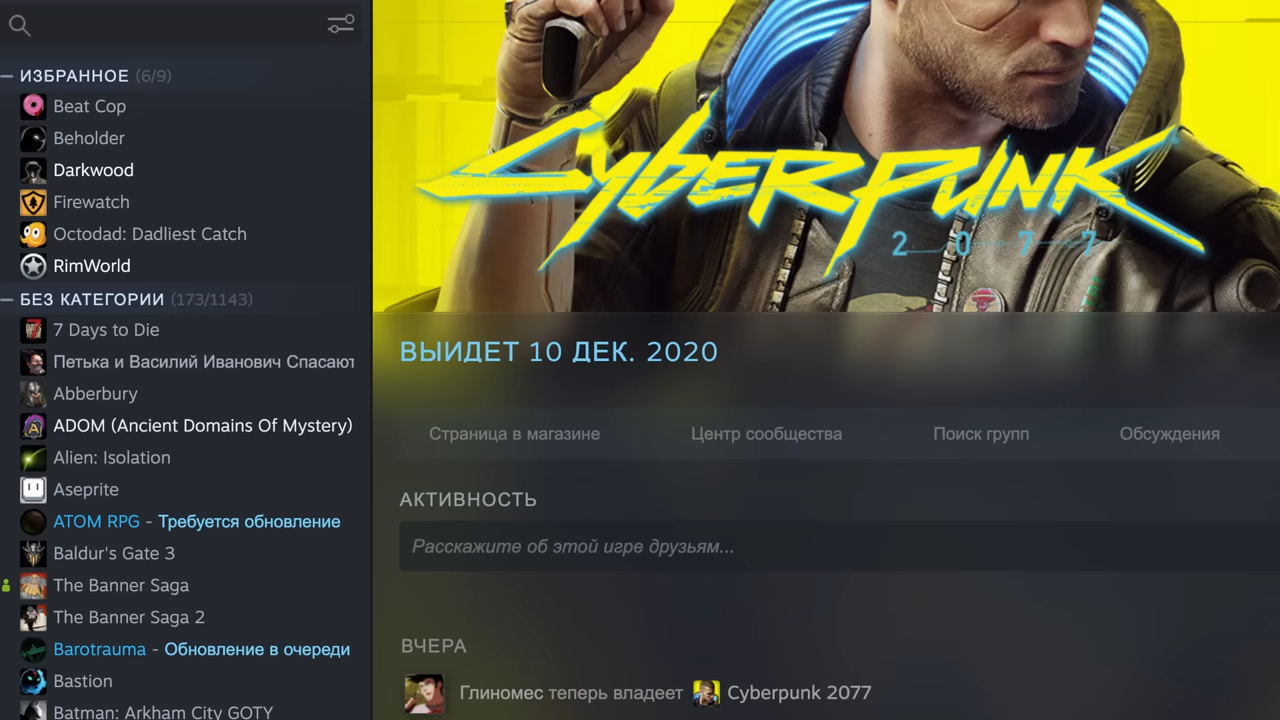 ИЗБРАННОЕ (6/9)
Beat Cop
Beholder
Darkwood
Firewatch
Octodad: Dadliest Catch
RimWorld
БЕЗ КАТЕГОРИИ (173/1143)
7 Days to Die
Петька и Василий Иванович Спасают
Abberbury
ADOM (Ancient Domains Of Mystery)
Alien: Isolation
Aseprite
ATOM RPG - Требуется обновление
Baldur's Gate 3
The Banner Saga
The Banner Saga 2
Barotrauma - Обновление в очереди
Bastion
Batman: Arkham City GOTY
Cyberpunk
2077
ВЫЙДЕТ 10 ДЕК. 2020
Страница в магазине Центр сообщества Поиск групп Обсуждения
АКТИВНОСТЬ
Расскажите об этой игре друзьям...
ВЧЕРА
Глиномес теперь владеет Cyberpunk 2077